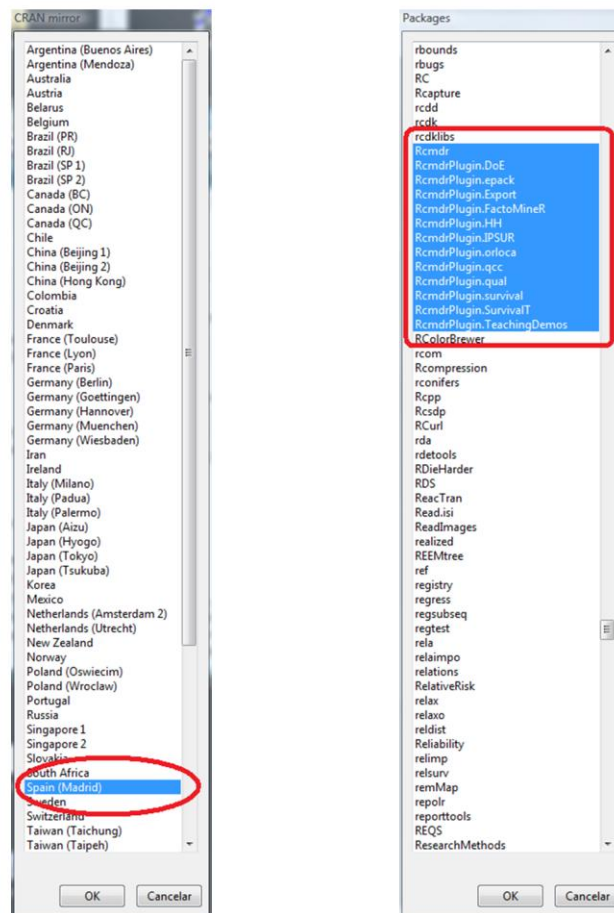 CRAN mirror
Argentina (Buenos Aires)
Argentina (Mendoza)
Australia
Austria
Belarus
Belgium
Brazil (PR)
Brazil (RJ)
Brazil (SP 1)
Brazil (SP 2)
Canada (BC)
Canada (ON)
Canada (QC)
Chile
China (Beijing 1)
China (Beijing 2)
China (Hong Kong)
Colombia
Croatia
Denmark
France (Toulouse)
France (Lyon)
France (Paris)
Germany (Berlin)
Germany (Goettingen)
Germany (Hannover)
Germany (Muenchen)
Germany (Wiesbaden)
Iran
Ireland
Italy (Milano)
Italy (Padua)
Italy (Palermo)
Japan (Aizu)
Japan (Hyogo)
Japan (Tokyo)
Japan (Tsukuba)
Korea
Mexico
Netherlands (Amsterdam 2)
Netherlands (Utrecht)
New Zealand
Norway
Poland (Oswiecim)
Poland (Wroclaw)
Portugal
Russia
Singapore 1
Singapore 2
Slovakia
South Africa
Spain (Madrid)
Sweden
Switzerland
Taiwan (Taichung)
Taiwan (Taipeh)
OK
Cancelar
Packages
rbounds
rbugs
RC
Rcapture
rcdd
rcdk
rcdklibs
Rcmdr
RcmdrPlugin.DoE
RcmdrPlugin.epack
RcmdrPlugin.Export
RcmdrPlugin.FactoMineR
RcmdrPlugin.HH
RcmdrPlugin.IPSUR
RcmdrPlugin.orloca
RcmdrPlugin.qcc
RcmdrPlugin.qual
RcmdrPlugin.survival
RcmdrPlugin.SurvivalT
RcmdrPlugin.TeachingDemos
RColorBrewer
rcom
Rcompression
rconifers
Rcpp
Rcsdp
RCurl
rda
rdetools
RDieHarder
RDS
ReacTran
Read.isi
ReadImages
realized
REEMtree
ref
registry
regress
regsubseq
regtest
rela
relaimpo
relations
RelativeRisk
relax
relaxo
reldist
Reliability
relimp
relsurv
remMap
repolr
reporttools
REQS
ResearchMethods
OK
Cancelar